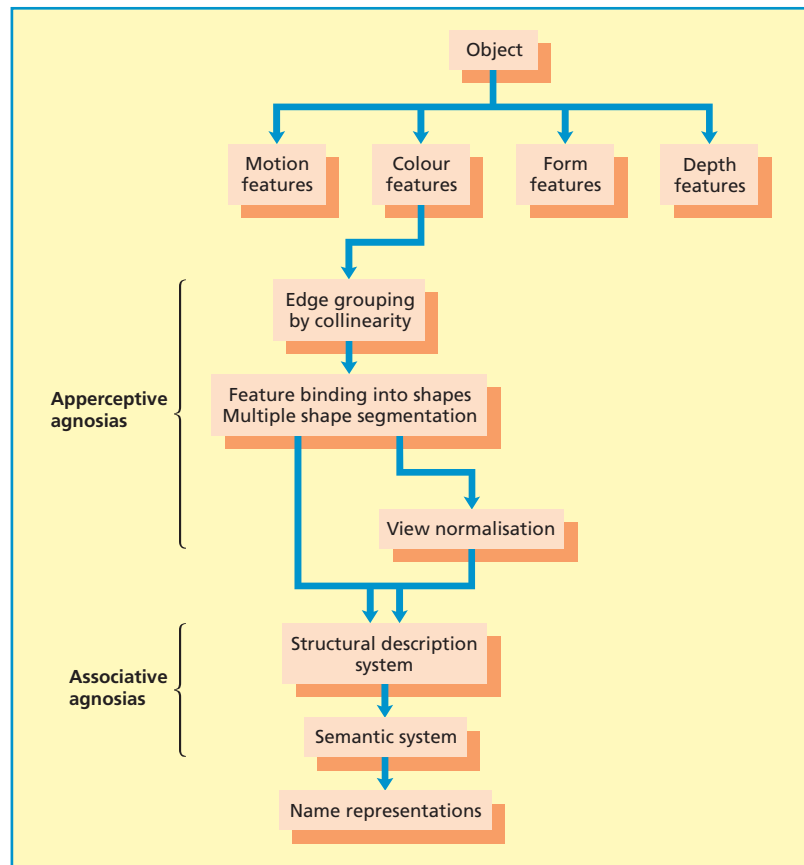 Object
Motion
features
Colour
features
Form
features
Depth
features
Edge grouping
by collinearity
Apperceptive
agnosias
Feature binding into shapes
Multiple shape segmentation
View normalisation
Associative
agnosias
Structural description
system
Semantic system
Name representations